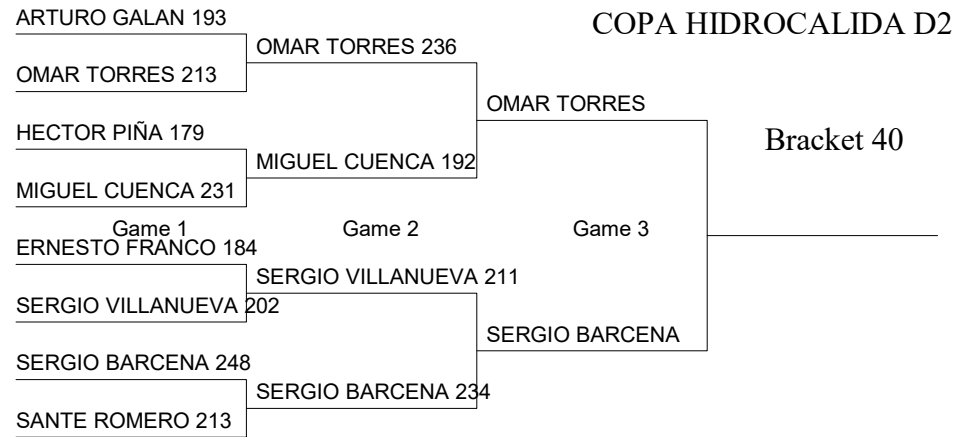 ARTURO GALAN 193
COPA HIDROCALIDA D2
OMAR TORRES 236
OMAR TORRES 213
OMAR TORRES
HECTOR PIÑA 179
Bracket 40
MIGUEL CUENCA 192
MIGUEL CUENCA 231
Game 1
Game 2
Game 3
ERNESTO FRANCO 184
SERGIO VILLANUEVA 211
SERGIO VILLANUEVA 202
SERGIO BARCENA
SERGIO BARCENA 248
SERGIO BARCENA 234
SANTE ROMERO 213